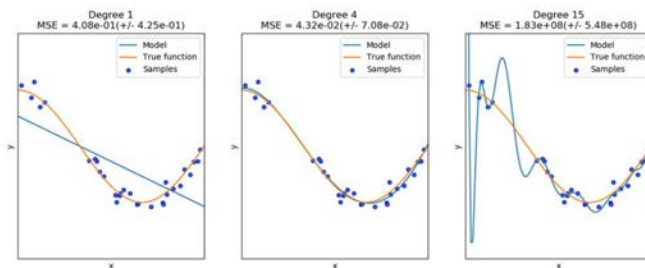 Degree 1
MSE = 4.08e-01(+/- 4.25e-01)
Model
True function
Samples
y
x
Degree 4
MSE = 4.32e-02(+/- 7.08e-02)
Model
True function
Samples
y
x
Degree 15
MSE = 1.83e+08(+/- 5.48e+08)
Model
True function
Samples
y
x